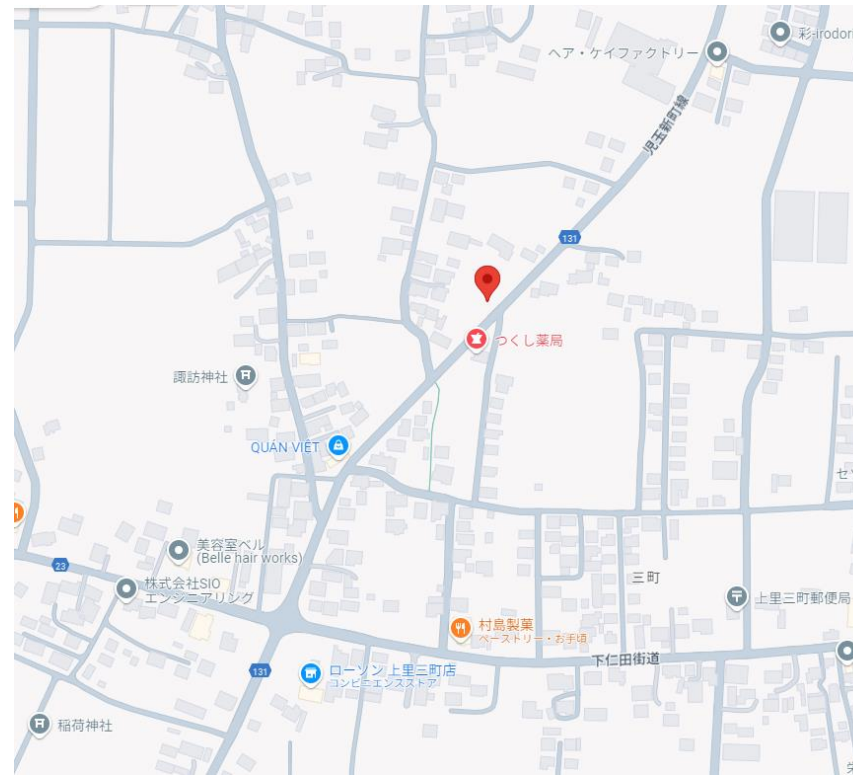 彩-irodori
ヘア・ケイファクトリー
児玉新町線
131
つくし薬局
諏訪神社
QUÁN VIỆT
セ
23
美容室ベル
(Belle hair works)
株式会社SIO
エンジニアリング
三町
上里三町郵便局
村島製菓
ペーストリー・お手頃
下仁田街道
131
ローソン 上里三町店
コンビニエンスストア
稲荷神社